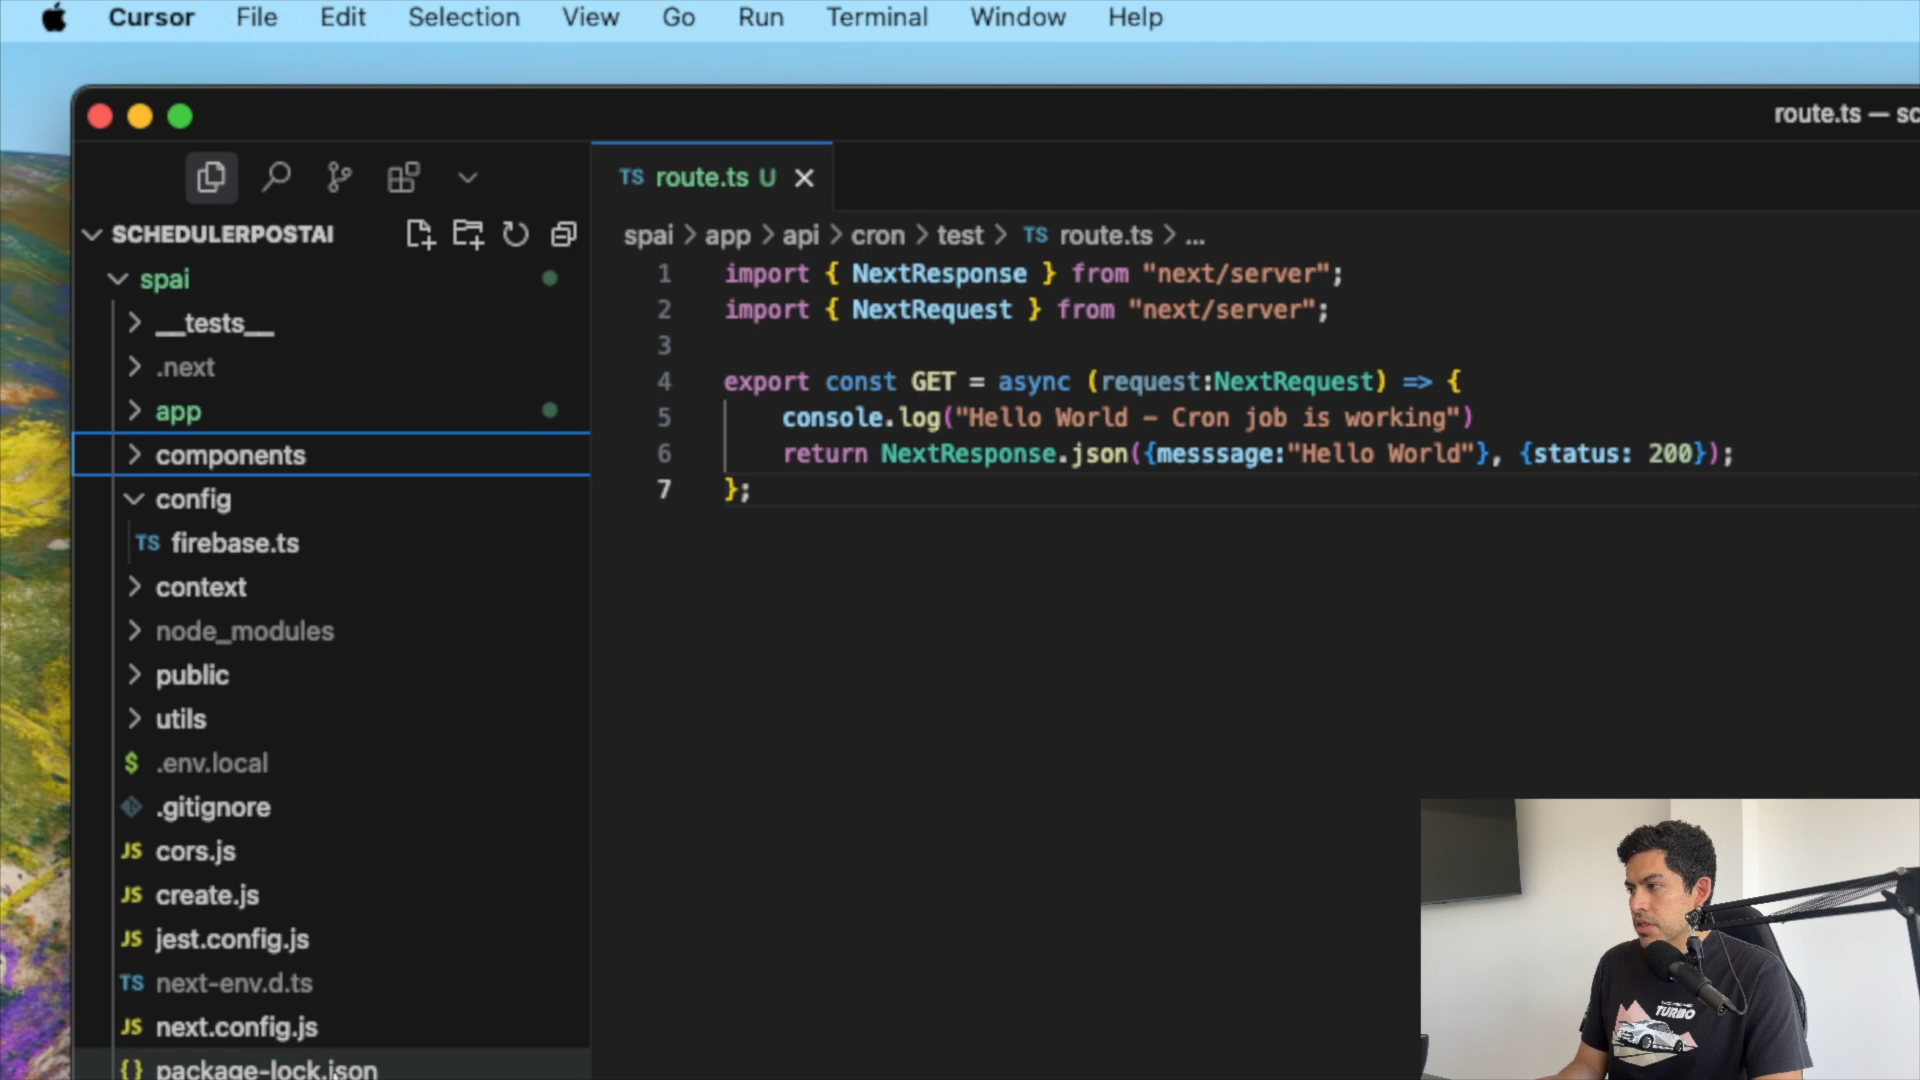 Cursor File Edit Selection View Go Run Terminal Window Help
route.ts — sc
TS route.ts U
SCHEDULERPOSTAI
spai > app > api > cron > test > TS route.ts > ...
spai
__tests__
.next
app
components
config
TS firebase.ts
context
node_modules
public
utils
$ .env.local
.gitignore
JS cors.js
JS create.js
JS jest.config.js
TS next-env.d.ts
JS next.config.js
{} package-lock.json
1 import { NextResponse } from "next/server";
2 import { NextRequest } from "next/server";
3
4 export const GET = async (request:NextRequest) => {
5 console.log("Hello World – Cron job is working")
6 return NextResponse.json({messsage:"Hello World"}, {status: 200});
7 };
TURBO